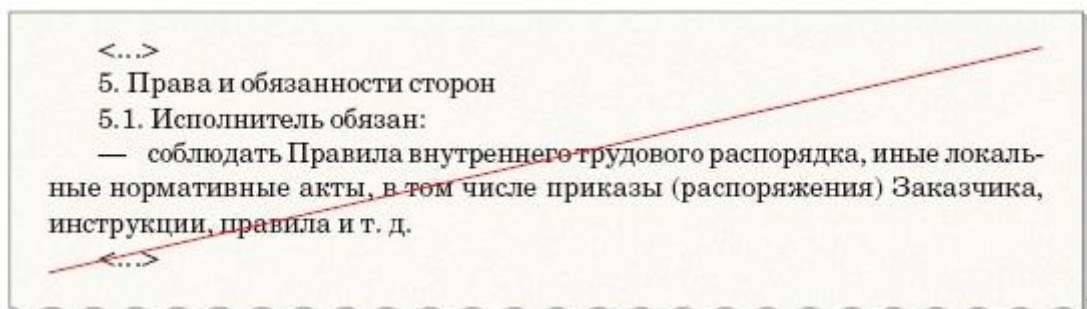 <...>
5. Права и обязанности сторон
5.1. Исполнитель обязан:
— соблюдать Правила внутреннего трудового распорядка, иные локаль-
ные нормативные акты, в том числе приказы (распоряжения) Заказчика,
инструкции, правила и т. д.
<...>